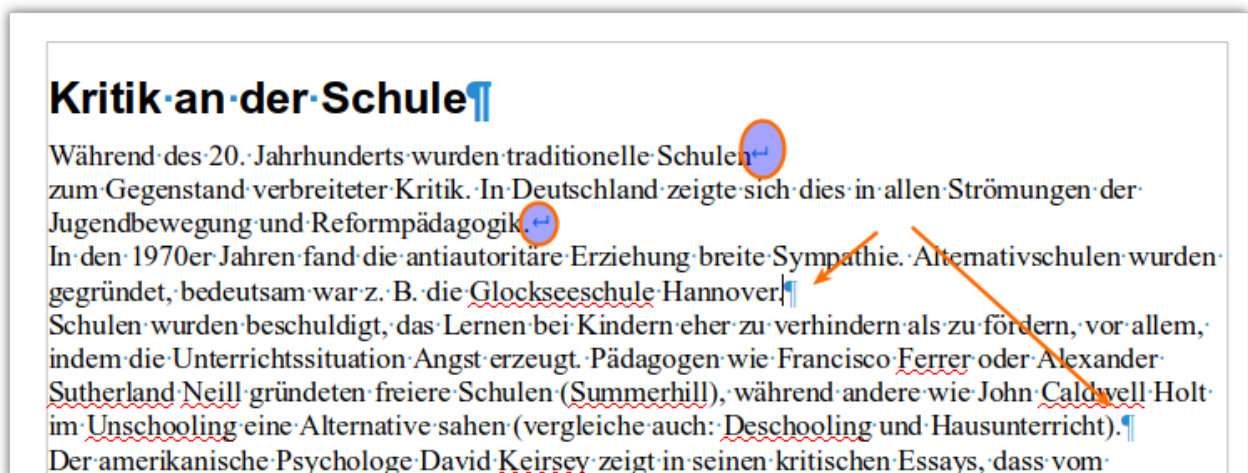 Kritik an der Schule¶
Während des 20. Jahrhunderts wurden traditionelle Schulen↵
zum Gegenstand verbreiteter Kritik. In Deutschland zeigte sich dies in allen Strömungen der
Jugendbewegung und Reformpädagogik.↵
In den 1970er Jahren fand die antiautoritäre Erziehung breite Sympathie. Alternativschulen wurden
gegründet, bedeutsam war z. B. die Glockseeschule Hannover.¶
Schulen wurden beschuldigt, das Lernen bei Kindern eher zu verhindern als zu fördern, vor allem,
indem die Unterrichtssituation Angst erzeugt. Pädagogen wie Francisco Ferrer oder Alexander
Sutherland Neill gründeten freiere Schulen (Summerhill), während andere wie John Caldwell Holt
im Unschooling eine Alternative sahen (vergleiche auch: Deschooling und Hausunterricht).¶
Der amerikanische Psychologe David Keirsey zeigt in seinen kritischen Essays, dass vom